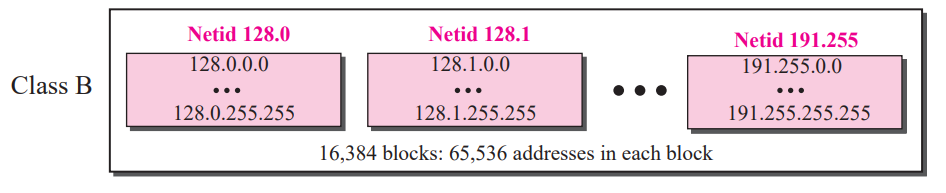 Class B
Netid 128.0
128.0.0.0
•••
128.0.255.255
Netid 128.1
128.1.0.0
•••
128.1.255.255
•••
Netid 191.255
191.255.0.0
•••
191.255.255.255
16,384 blocks: 65,536 addresses in each block